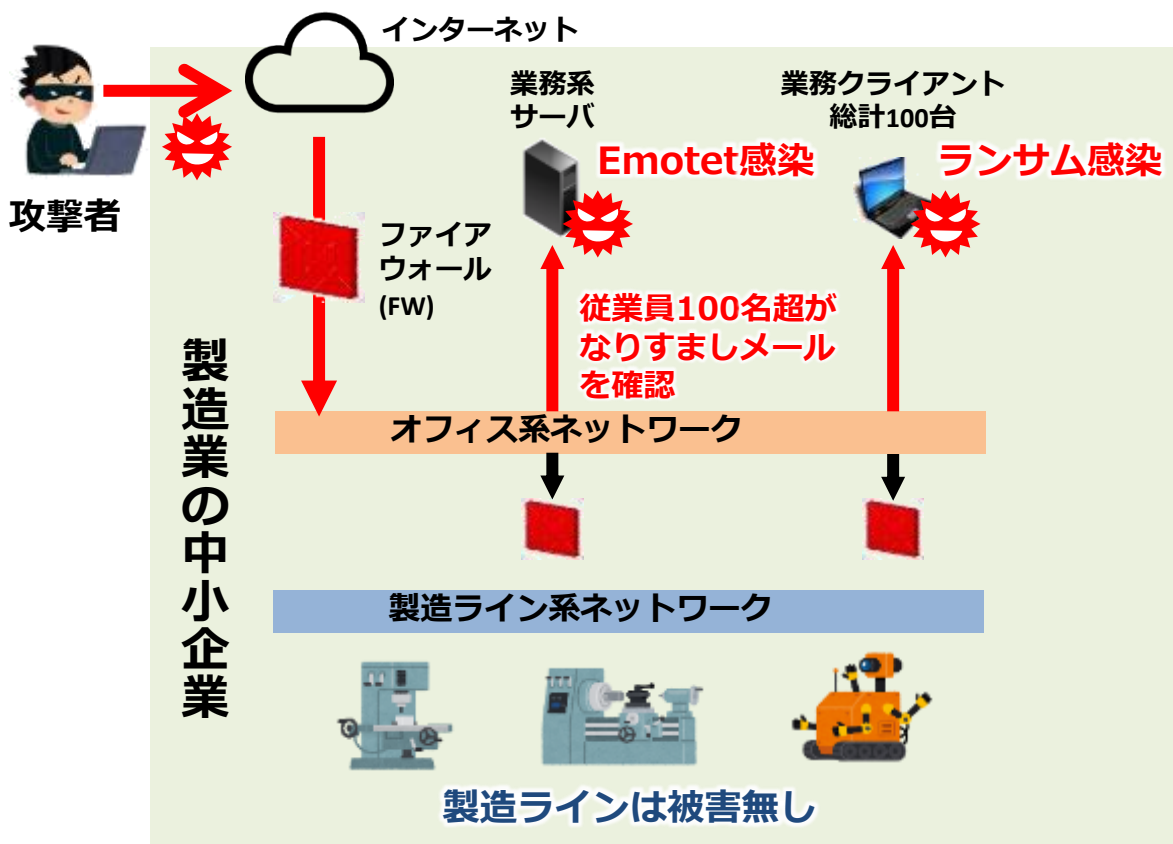 インターネット
業務系
サーバ
業務クライアント
総計100台
Emotet感染
ランサム感染
攻撃者
ファイア
ウォール
(FW)
従業員100名超が
なりすましメール
を確認
製造業の中小企業
オフィス系ネットワーク
製造ライン系ネットワーク
製造ラインは被害無し